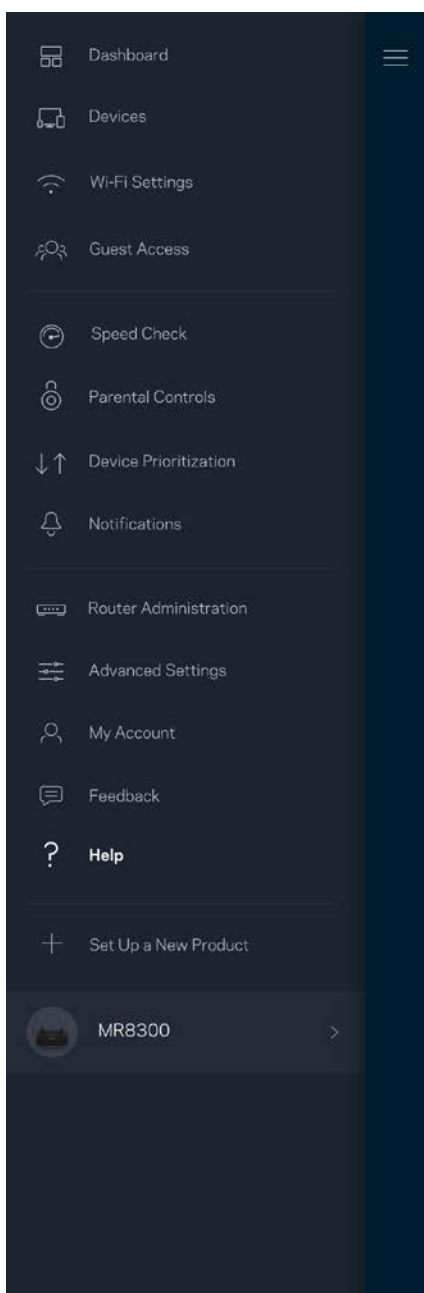 Dashboard
Devices
Wi-Fi Settings
Guest Access
Speed Check
Parental Controls
Device Prioritization
Notifications
Router Administration
Advanced Settings
My Account
Feedback
? Help
Set Up a New Product
MR8300